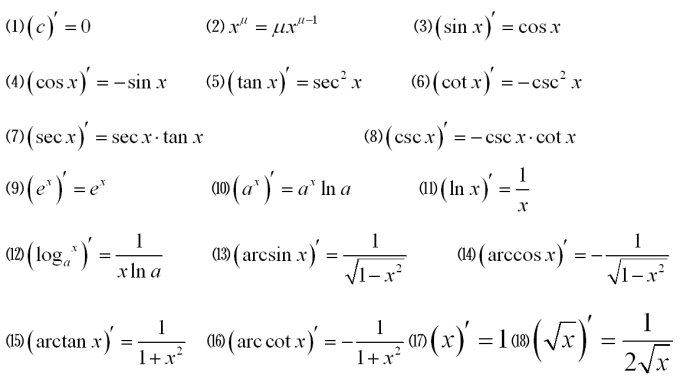 (1) (c)′ = 0 (2) x^μ = μx^(μ−1) (3) (sin x)′ = cos x
(4) (cos x)′ = −sin x (5) (tan x)′ = sec² x (6) (cot x)′ = −csc² x
(7) (sec x)′ = sec x · tan x (8) (csc x)′ = −csc x · cot x
(9) (e^x)′ = e^x (10) (a^x)′ = a^x ln a (11) (ln x)′ = 1/x
(12) (log_a^x)′ = 1/(x ln a) (13) (arcsin x)′ = 1/√(1−x²) (14) (arccos x)′ = −1/√(1−x²)
(15) (arctan x)′ = 1/(1+x²) (16) (arc cot x)′ = −1/(1+x²) (17) (x)′ = 1 (18) (√x)′ = 1/(2√x)